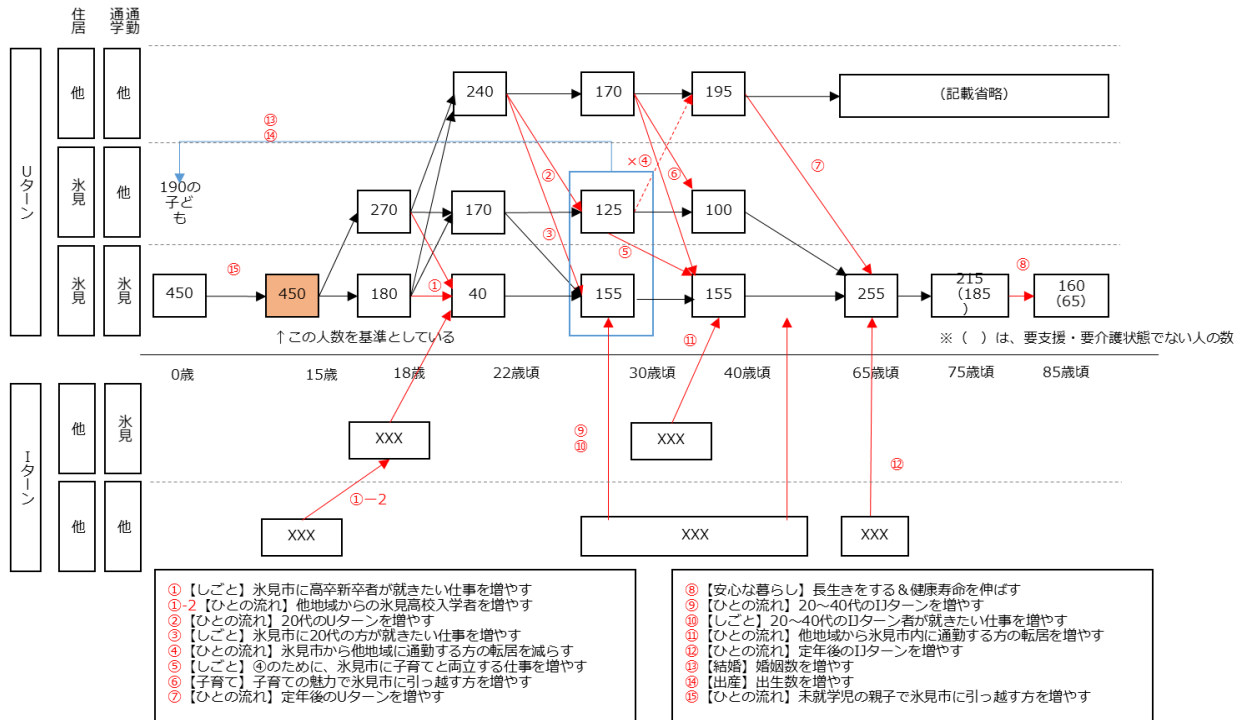 住居
通学
通勤
Uターン
他
他
240
170
195
（記載省略）
⑬
⑭
×④
⑦
②
⑥
氷見
他
190の
子ど
も
270
170
125
100
③
⑤
⑮
①
⑧
氷見
氷見
450
450
180
40
155
155
255
215
（185
）
160
（65）
↑この人数を基準としている
※（　）は、要支援・要介護状態でない人の数
⑪
0歳
15歳
18歳
22歳頃
30歳頃
40歳頃
65歳頃
75歳頃
85歳頃
Iターン
他
氷見
XXX
XXX
⑨
⑩
⑫
①ー2
他
他
XXX
XXX
XXX
①【しごと】氷見市に高卒新卒者が就きたい仕事を増やす
①-2【ひとの流れ】他地域からの氷見高校入学者を増やす
②【ひとの流れ】20代のUターンを増やす
③【しごと】氷見市に20代の方が就きたい仕事を増やす
④【ひとの流れ】氷見市から他地域に通勤する方の転居を減らす
⑤【しごと】④のために、氷見市に子育てと両立する仕事を増やす
⑥【子育て】子育ての魅力で氷見市に引っ越す方を増やす
⑦【ひとの流れ】定年後のUターンを増やす
⑧【安心な暮らし】長生きをする＆健康寿命を伸ばす
⑨【ひとの流れ】20～40代のIJターンを増やす
⑩【しごと】20～40代のIJターン者が就きたい仕事を増やす
⑪【ひとの流れ】他地域から氷見市内に通勤する方の転居を増やす
⑫【ひとの流れ】定年後のIJターンを増やす
⑬【結婚】婚姻数を増やす
⑭【出産】出生数を増やす
⑮【ひとの流れ】未就学児の親子で氷見市に引っ越す方を増やす